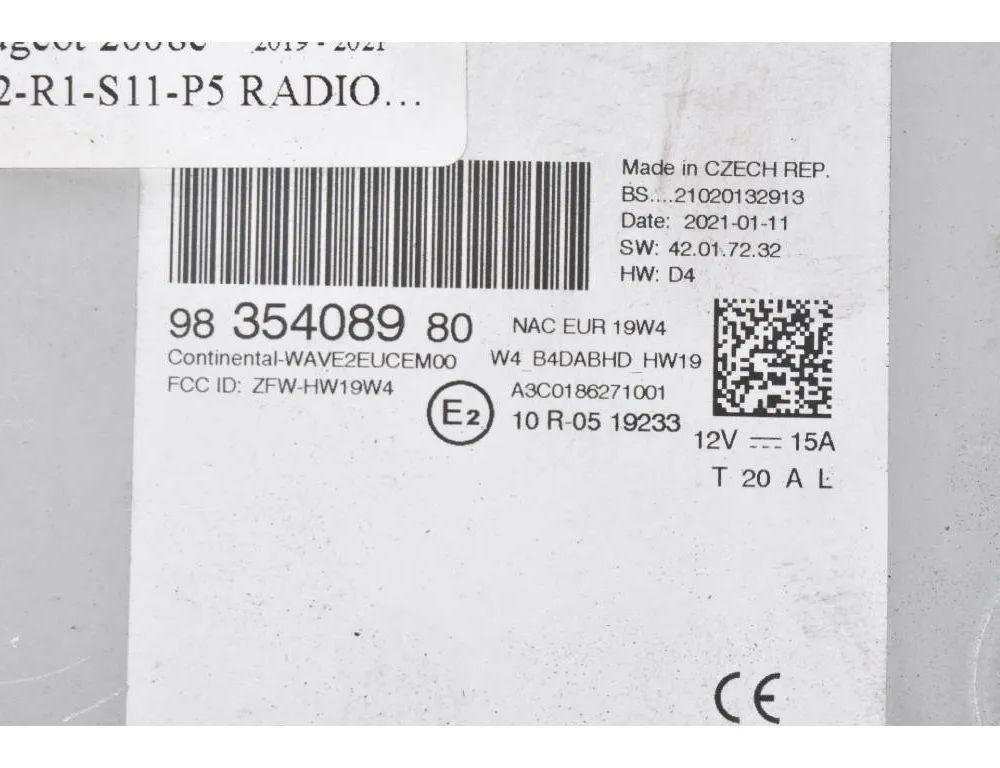 2-R1-S11-P5 RADIO...
Made in CZECH REP.
BS....21020132913
Date: 2021-01-11
SW: 42.01.72.32
HW: D4
98 354089 80
NAC EUR 19W4
Continental-WAVE2EUCEM00
W4_B4DABHD_HW19
FCC ID: ZFW-HW19W4
A3C0186271001
E2
10 R-05 19233
12V 15A
T 20 A L
CE